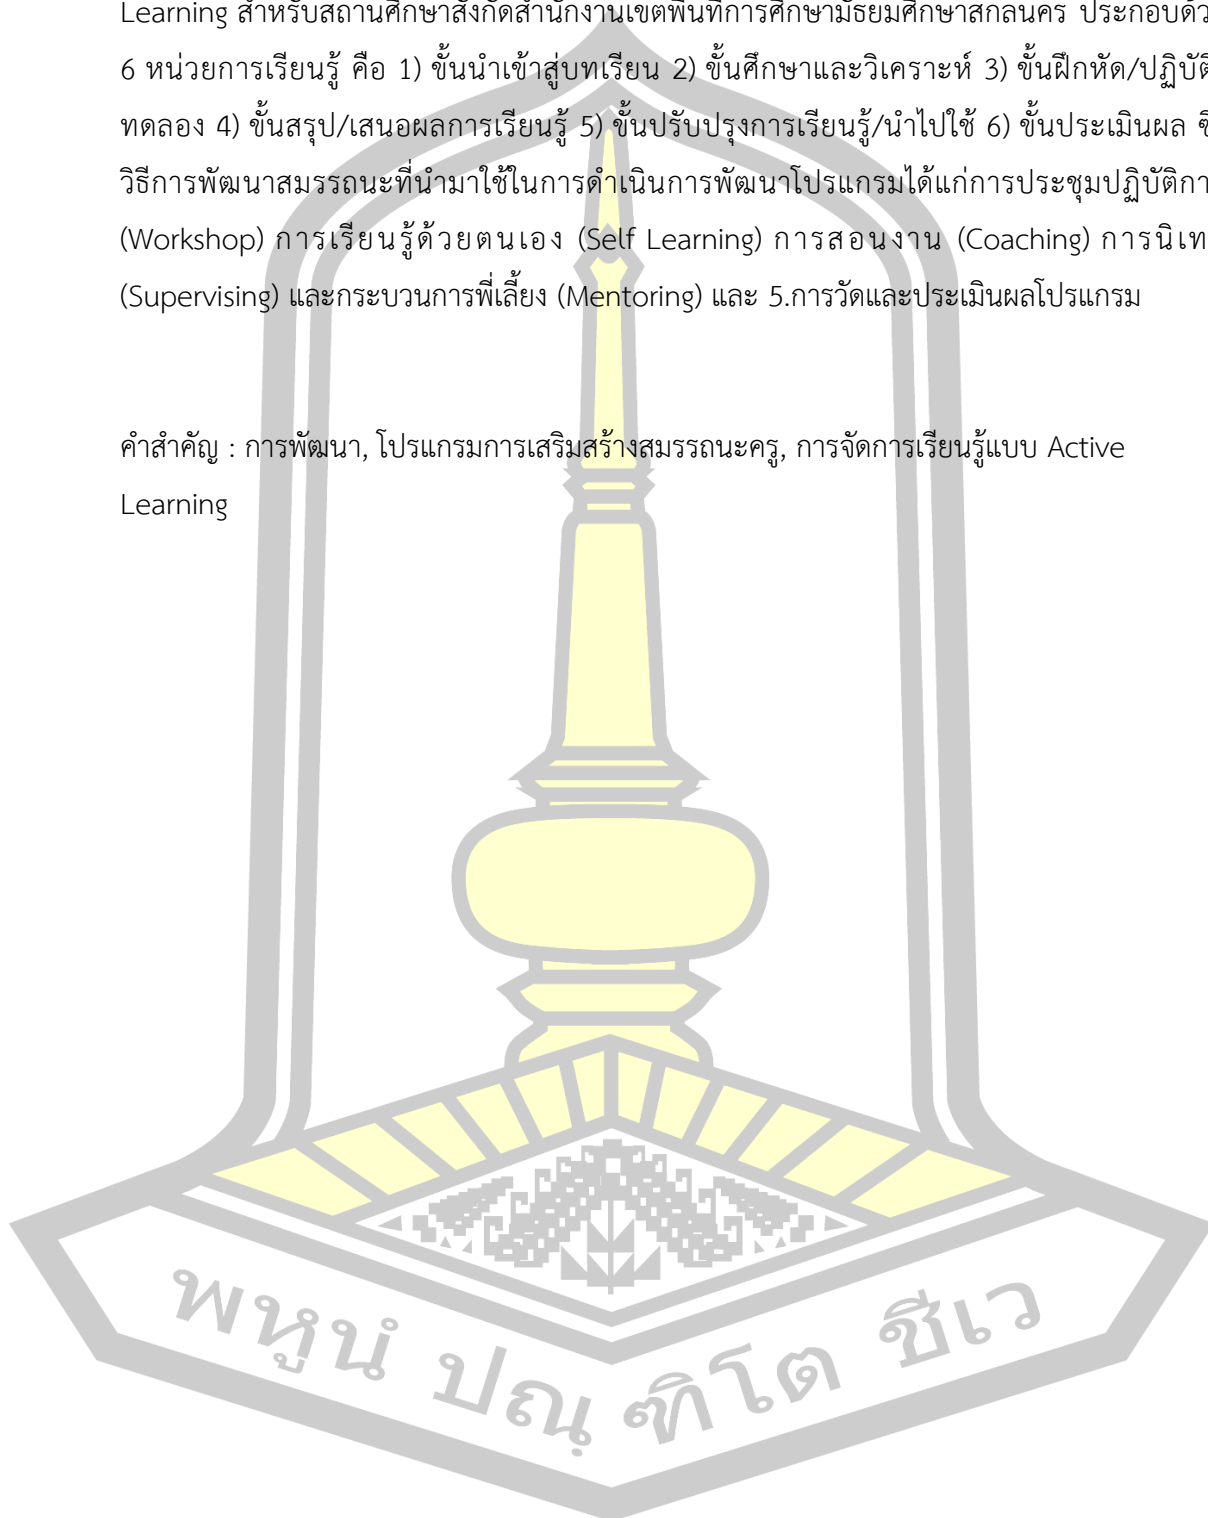 Learning สำหรับสถานศึกษาสังกัดสำนักงานเขตพื้นที่การศึกษามัธยมศึกษาสกลนคร ประกอบด้ว
6 หน่วยการเรียนรู้ คือ 1) ขั้นนำเข้าสู่บทเรียน 2) ขั้นศึกษาและวิเคราะห์ 3) ขั้นฝึกหัด/ปฏิบัติ
ทดลอง 4) ขั้นสรุป/เสนอผลการเรียนรู้ 5) ขั้นปรับปรุงการเรียนรู้/นำไปใช้ 6) ขั้นประเมินผล ซึ
วิธีการพัฒนาสมรรถนะที่นำมาใช้ในการดำเนินการพัฒนาโปรแกรมได้แก่การประชุมปฏิบัติกา
(Workshop) การเรียนรู้ด้วยตนเอง (Self Learning) การสอนงาน (Coaching) การนิเท
(Supervising) และกระบวนการพี่เลี้ยง (Mentoring) และ 5.การวัดและประเมินผลโปรแกรม
คำสำคัญ : การพัฒนา, โปรแกรมการเสริมสร้างสมรรถนะครู, การจัดการเรียนรู้แบบ Active
Learning
พหูนํ ปณฺฑิโต ชีเว